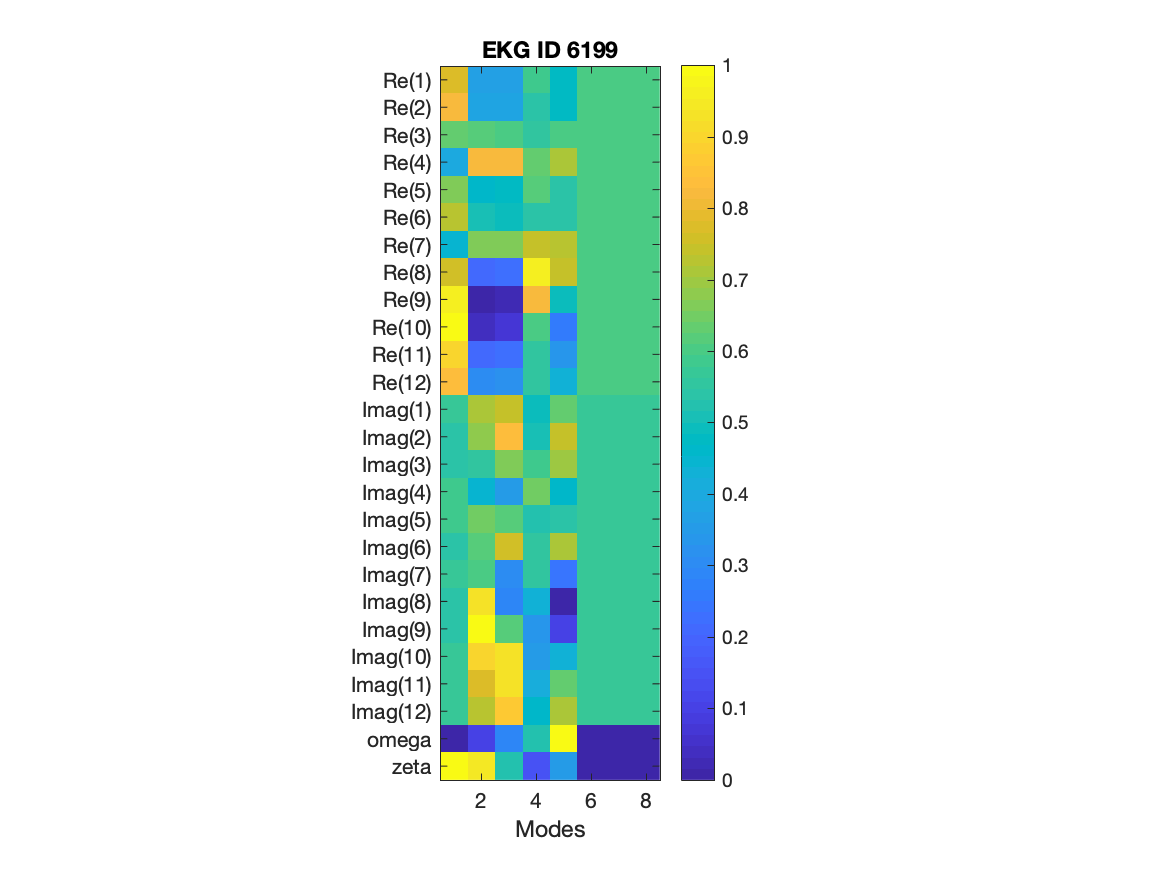 EKG ID 6199
Re(1)
Re(2)
Re(3)
Re(4)
Re(5)
Re(6)
Re(7)
Re(8)
Re(9)
Re(10)
Re(11)
Re(12)
Imag(1)
Imag(2)
Imag(3)
Imag(4)
Imag(5)
Imag(6)
Imag(7)
Imag(8)
Imag(9)
Imag(10)
Imag(11)
Imag(12)
omega
zeta
2 4 6 8
Modes
1
0.9
0.8
0.7
0.6
0.5
0.4
0.3
0.2
0.1
0